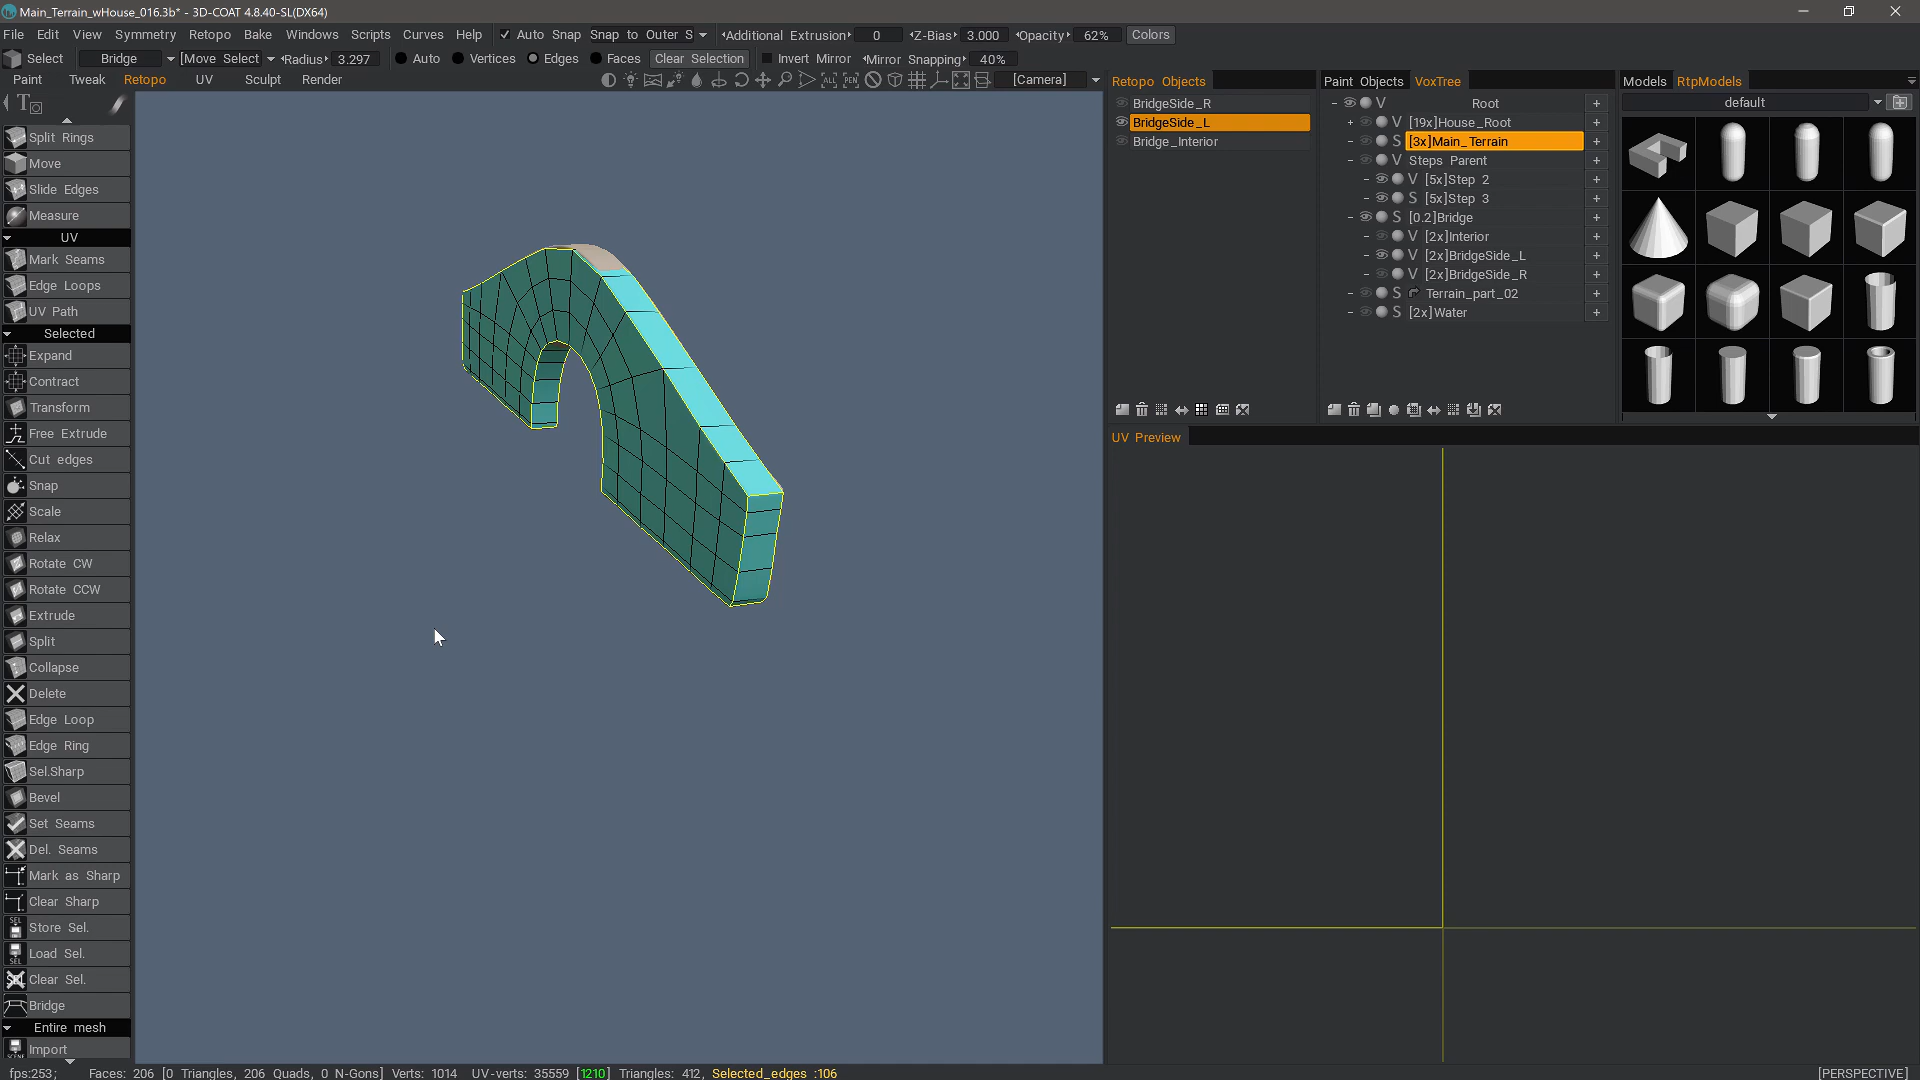 Main_Terrain_wHouse_016.3b* - 3D-COAT 4.8.40-SL(DX64)
File Edit View Symmetry Retopo Bake Windows Scripts Curves Help Auto Snap Snap to Outer S Additional Extrusion 0 Z-Bias 3.000 Opacity 62% Colors
Select Bridge [Move Select Radius 3.297 Auto Vertices Edges Faces Clear Selection Invert Mirror Mirror Snapping 40%
Paint Tweak Retopo UV Sculpt Render [Camera]
Retopo Objects
BridgeSide_R
BridgeSide_L
Bridge_Interior
Paint Objects VoxTree
V Root +
+ V [19x]House_Root +
- S [3x]Main_Terrain +
- V Steps Parent +
- V [5x]Step 2 +
- S [5x]Step 3 +
- S [0.2]Bridge +
- V [2x]Interior +
- V [2x]BridgeSide_L +
- V [2x]BridgeSide_R +
- S Terrain_part_02 +
- S [2x]Water +
Models RtpModels
default
UV Preview
Split Rings
Move
Slide Edges
Measure
UV
Mark Seams
Edge Loops
UV Path
Selected
Expand
Contract
Transform
Free Extrude
Cut edges
Snap
Scale
Relax
Rotate CW
Rotate CCW
Extrude
Split
Collapse
Delete
Edge Loop
Edge Ring
Sel.Sharp
Bevel
Set Seams
Del. Seams
Mark as Sharp
Clear Sharp
Store Sel.
Load Sel.
Clear Sel.
Bridge
Entire mesh
Import
fps:253; Faces: 206 [0 Triangles, 206 Quads, 0 N-Gons] Verts: 1014 UV-verts: 35559 [1210] Triangles: 412, Selected_edges :106 [PERSPECTIVE]